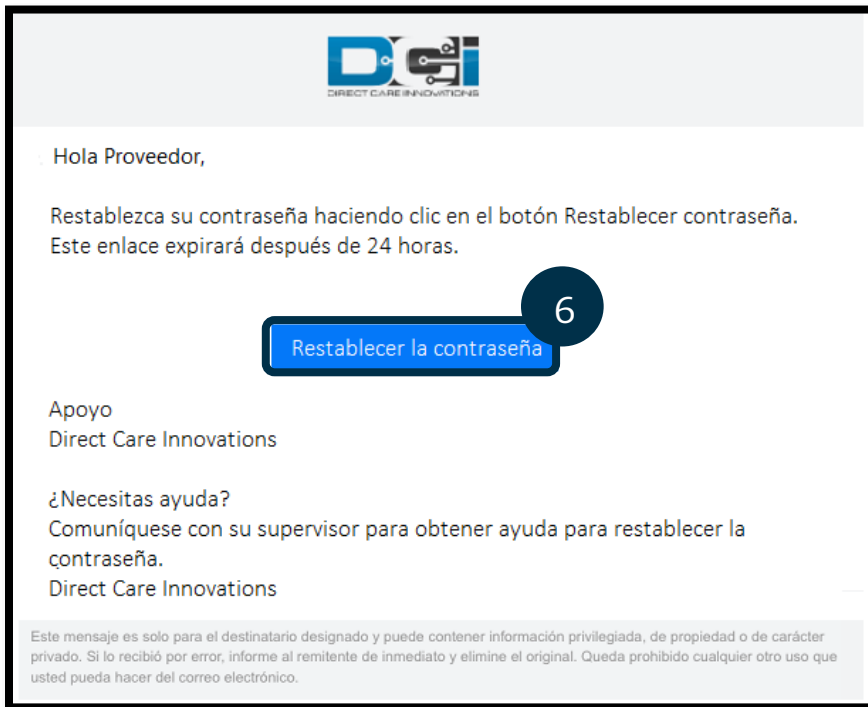 DCi
DIRECT CARE INNOVATIONS
Hola Proveedor,
Restablezca su contraseña haciendo clic en el botón Restablecer contraseña.
Este enlace expirará después de 24 horas.
6
Restablecer la contraseña
Apoyo
Direct Care Innovations
¿Necesitas ayuda?
Comuníquese con su supervisor para obtener ayuda para restablecer la
contraseña.
Direct Care Innovations
Este mensaje es solo para el destinatario designado y puede contener información privilegiada, de propiedad o de carácter
privado. Si lo recibió por error, informe al remitente de inmediato y elimine el original. Queda prohibido cualquier otro uso que
usted pueda hacer del correo electrónico.